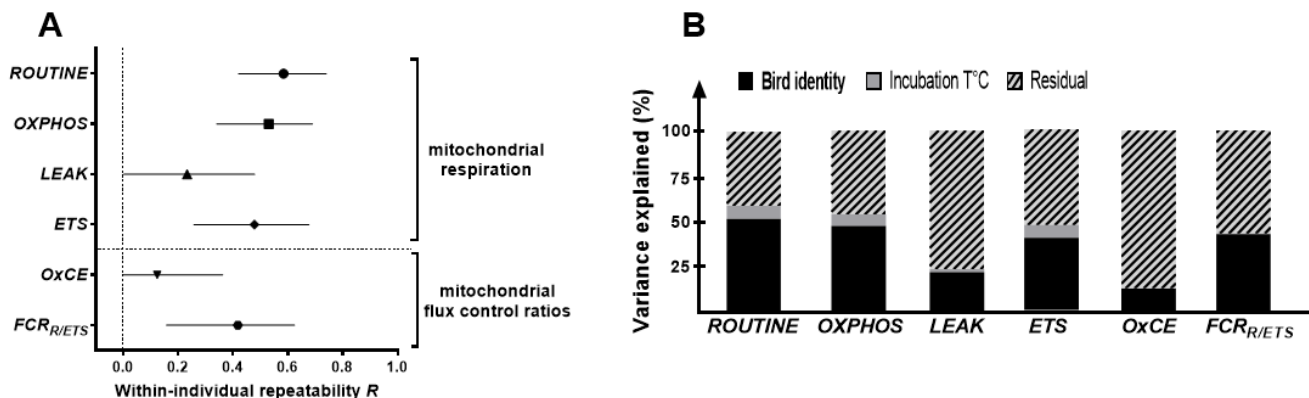 A
ROUTINE
OXPHOS
LEAK
ETS
OxCE
FCR_R/ETS
mitochondrial
respiration
mitochondrial
flux control ratios
0.0 0.2 0.4 0.6 0.8 1.0
Within-individual repeatability R
B
Bird identity Incubation T°C Residual
Variance explained (%)
100
75
50
25
ROUTINE OXPHOS LEAK ETS OxCE FCR_R/ETS